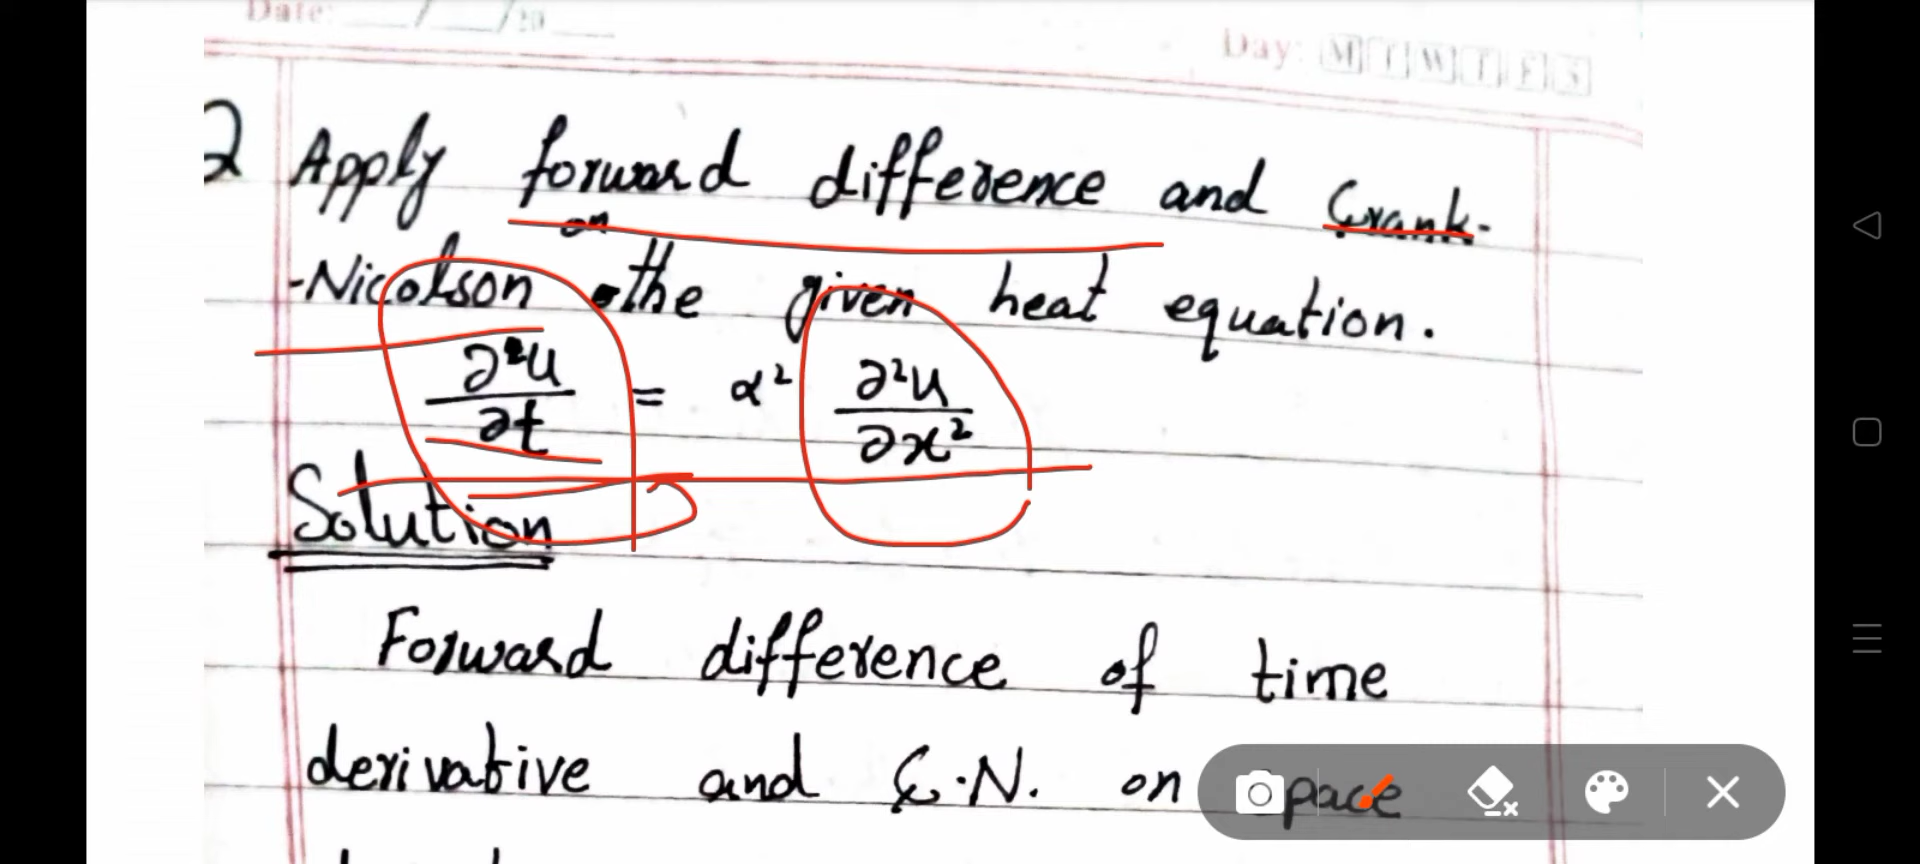 Date: ___/___/20___
Day: M T W T F S
2 Apply forward difference and Crank-
on
-Nicolson the given heat equation.
∂u/∂t = α² ∂²u/∂x²
Solution
Forward difference of time
derivative and C.N. on space